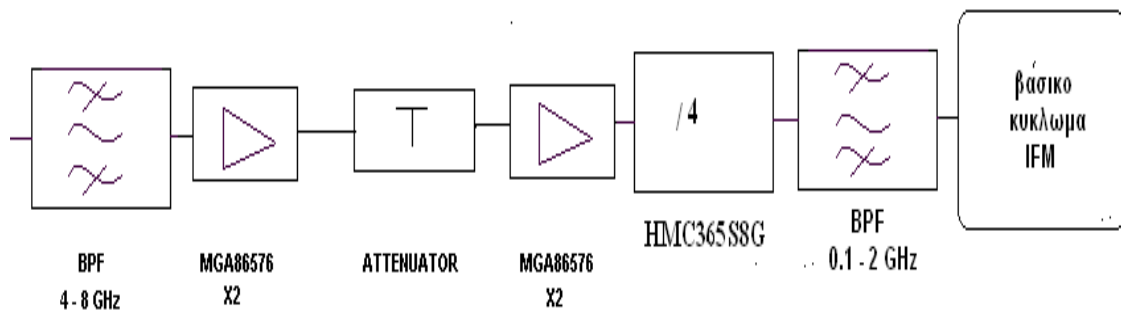 / 4
βάσικο
κυκλωμα
IFM
BPF
4 - 8 GHz
MGA86576
X2
ATTENUATOR
MGA86576
X2
HMC365S8G
BPF
0.1 - 2 GHz